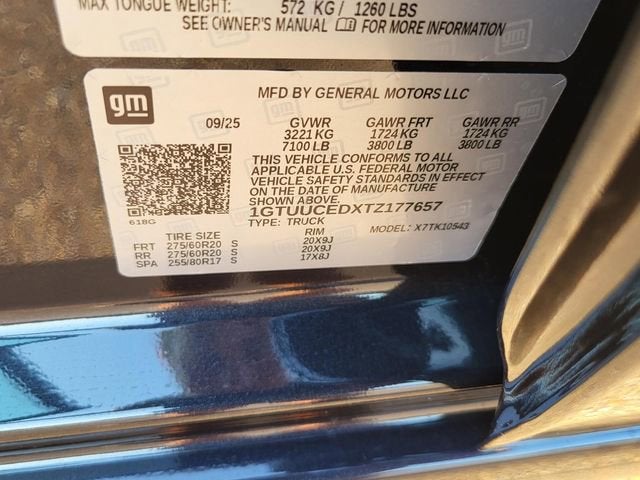 MAX TONGUE WEIGHT: 572 KG/ 1260 LBS
SEE OWNER'S MANUAL FOR MORE INFORMATION
gm
MFD BY GENERAL MOTORS LLC
09/25 GVWR GAWR FRT GAWR RR
3221 KG 1724 KG 1724 KG
7100 LB 3800 LB 3800 LB
THIS VEHICLE CONFORMS TO ALL
APPLICABLE U.S. FEDERAL MOTOR
VEHICLE SAFETY STANDARDS IN
EFFECT ON THE DATE OF MANUFACTURE
SHOWN ABOVE.
1GTUUCEDXTZ177657
618G TYPE: TRUCK MODEL: X7TK10543
TIRE SIZE RIM
FRT 275/60R20 S 20X9J
RR 275/60R20 S 20X9J
SPA 255/80R17 S 17X8J